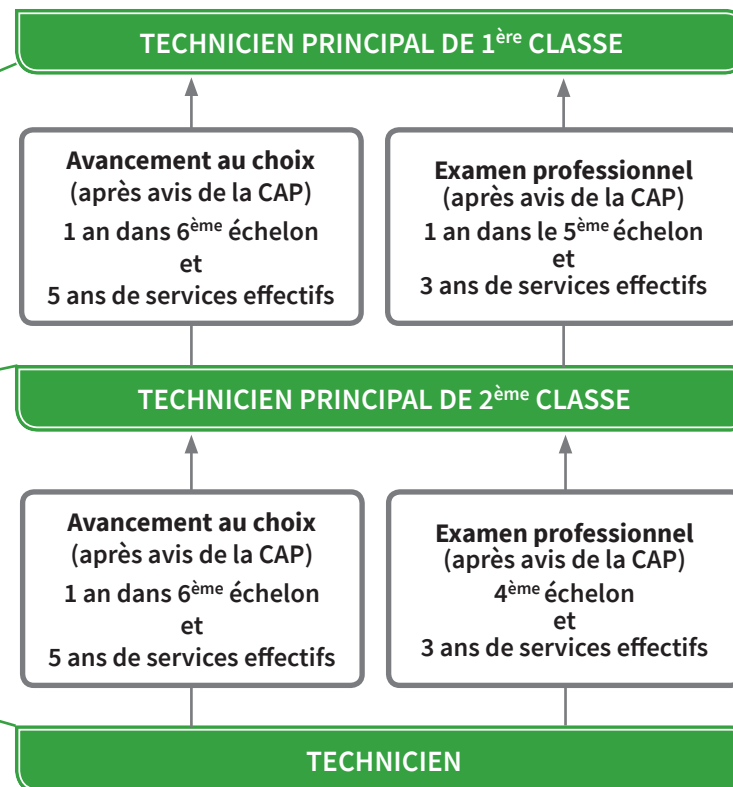 TECHNICIEN PRINCIPAL DE 1ère CLASSE
Avancement au choix
(après avis de la CAP)
1 an dans 6ème échelon
et
5 ans de services effectifs
Examen professionnel
(après avis de la CAP)
1 an dans le 5ème échelon
et
3 ans de services effectifs
TECHNICIEN PRINCIPAL DE 2ème CLASSE
Avancement au choix
(après avis de la CAP)
1 an dans 6ème échelon
et
5 ans de services effectifs
Examen professionnel
(après avis de la CAP)
4ème échelon
et
3 ans de services effectifs
TECHNICIEN